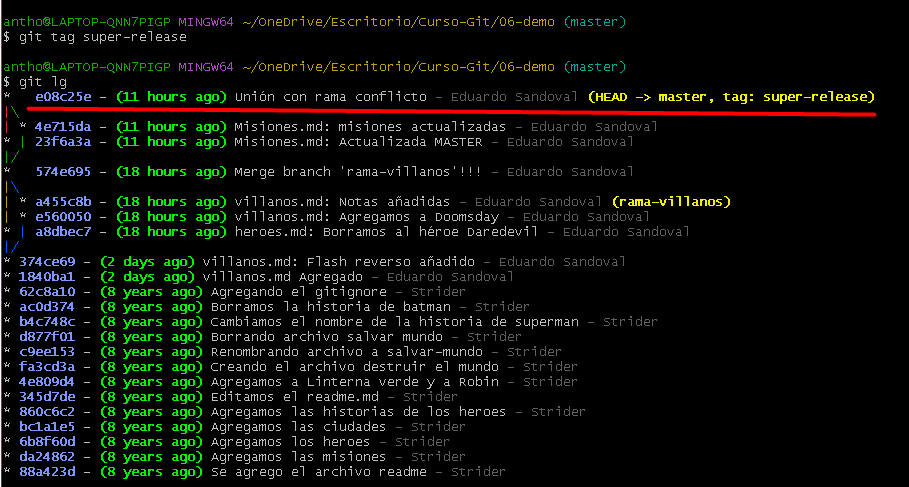 antho@LAPTOP-QNN7PIGP MINGW64 ~/OneDrive/Escritorio/Curso-Git/06-demo (master)
$ git tag super-release
antho@LAPTOP-QNN7PIGP MINGW64 ~/OneDrive/Escritorio/Curso-Git/06-demo (master)
$ git lg
*   e08c25e - (11 hours ago) Unión con rama conflicto - Eduardo Sandoval (HEAD -> master, tag: super-release)
|\
| * 4e715da - (11 hours ago) Misiones.md: misiones actualizadas - Eduardo Sandoval
* | 23f6a3a - (11 hours ago) Misiones.md: Actualizada MASTER - Eduardo Sandoval
|/
*   574e695 - (18 hours ago) Merge branch 'rama-villanos'!!! - Eduardo Sandoval
|\
| * a455c8b - (18 hours ago) villanos.md: Notas añadidas - Eduardo Sandoval (rama-villanos)
| * e560050 - (18 hours ago) villanos.md: Agregamos a Doomsday - Eduardo Sandoval
* | a8dbec7 - (18 hours ago) heroes.md: Borramos al héroe Daredevil - Eduardo Sandoval
|/
* 374ce69 - (2 days ago) villanos.md: Flash reverso añadido - Eduardo Sandoval
* 1840ba1 - (2 days ago) villanos.md Agregado - Eduardo Sandoval
* 62c8a10 - (8 years ago) Agregando el gitignore - Strider
* ac0d374 - (8 years ago) Borramos la historia de batman - Strider
* b4c748c - (8 years ago) Cambiamos el nombre de la historia de superman - Strider
* d877f01 - (8 years ago) Borrando archivo salvar mundo - Strider
* c9ee153 - (8 years ago) Renombrando archivo a salvar-mundo - Strider
* fa3cd3a - (8 years ago) Creando el archivo destruir el mundo - Strider
* 4e809d4 - (8 years ago) Agregamos a Linterna verde y a Robin - Strider
* 345d7de - (8 years ago) Editamos el readme.md - Strider
* 860c6c2 - (8 years ago) Agregamos las historias de los heroes - Strider
* bc1a1e5 - (8 years ago) Agregamos las ciudades - Strider
* 6b8f60d - (8 years ago) Agregamos los heroes - Strider
* da24862 - (8 years ago) Agregamos las misiones - Strider
* 88a423d - (8 years ago) Se agrego el archivo readme - Strider